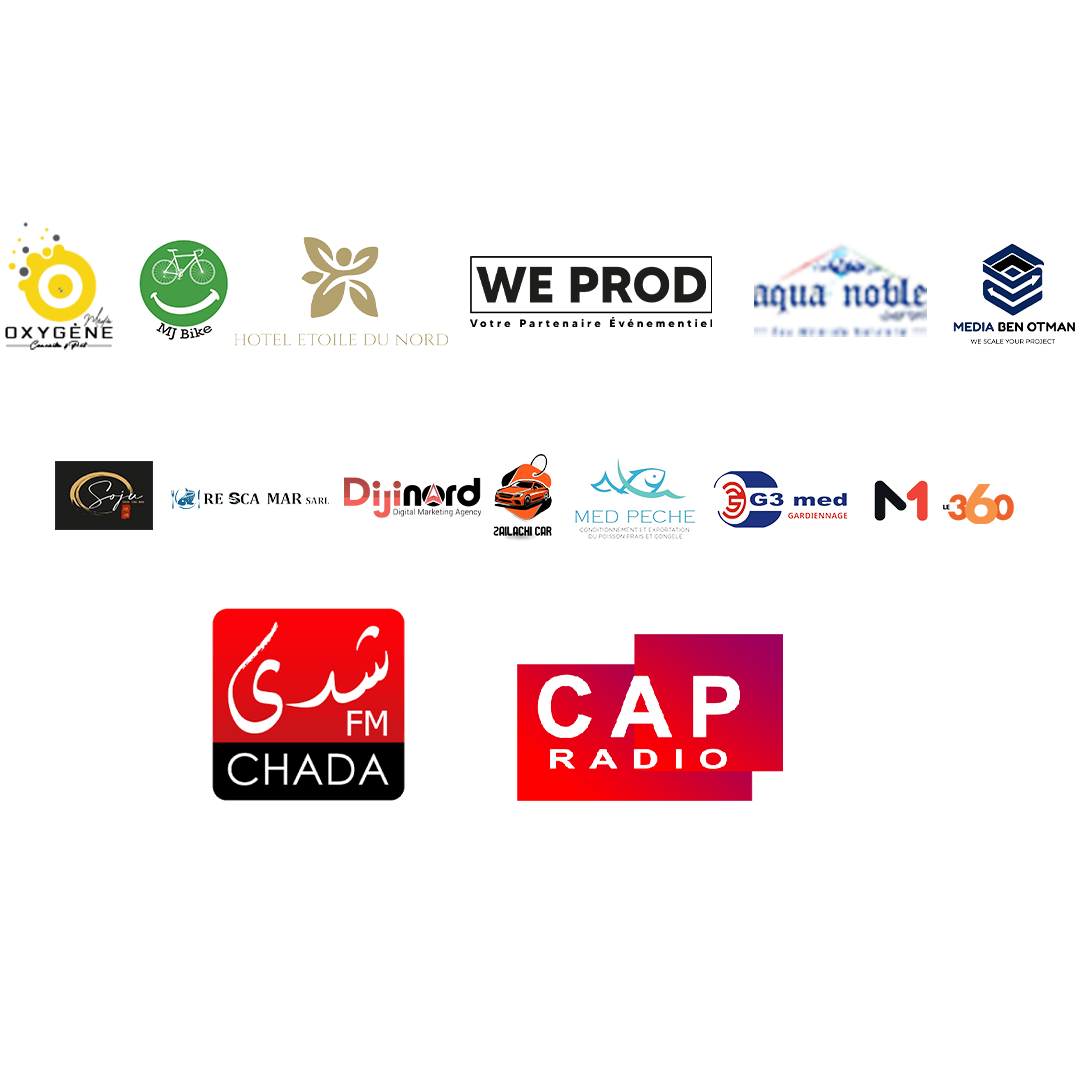 Media
OXYGÈNE
MJ Bike
HOTEL ETOILE DU NORD
WE PROD
Votre Partenaire Événementiel
aqua noble
MEDIA BEN OTMAN
WE SCALE YOUR PROJECT
Soju
RE SCA MAR SARL
Dijinord
Digital Marketing Agency
ZAILACHI CAR
MED PECHE
CONDITIONNEMENT ET EXPORTATION
DU POISSON FRAIS ET CONGELÉ
G3 med
GARDIENNAGE
M1
LE 360
شدى
FM
CHADA
CAP
RADIO